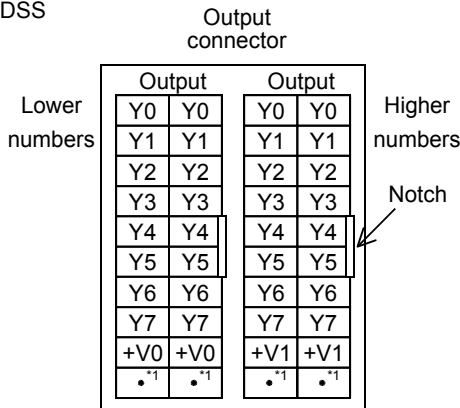 DSS
Output
connector
Output Output
Lower
numbers
Higher
numbers
Notch
Y0 Y0 Y0 Y0
Y1 Y1 Y1 Y1
Y2 Y2 Y2 Y2
Y3 Y3 Y3 Y3
Y4 Y4 Y4 Y4
Y5 Y5 Y5 Y5
Y6 Y6 Y6 Y6
Y7 Y7 Y7 Y7
+V0 +V0 +V1 +V1
•*1 •*1 •*1 •*1